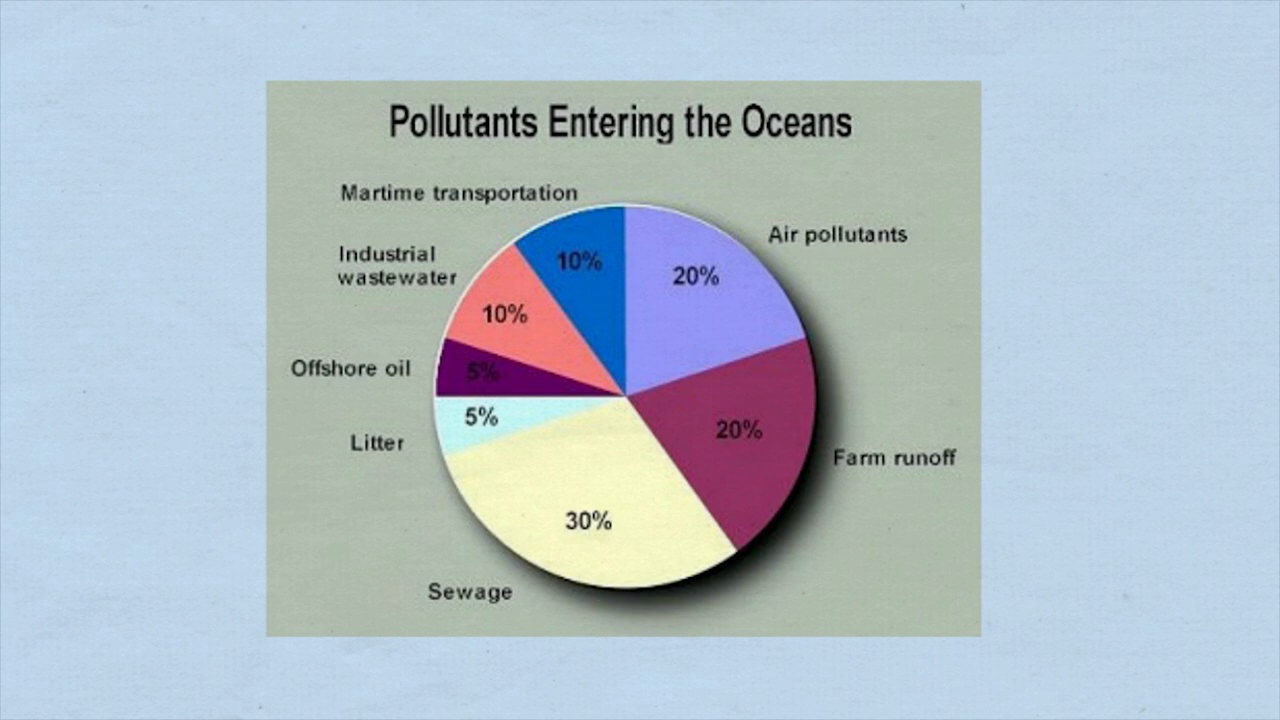 Pollutants Entering the Oceans
Martime transportation
Air pollutants
Industrial
wastewater
10%
20%
10%
Offshore oil
5%
5%
Litter
20%
Farm runoff
30%
Sewage